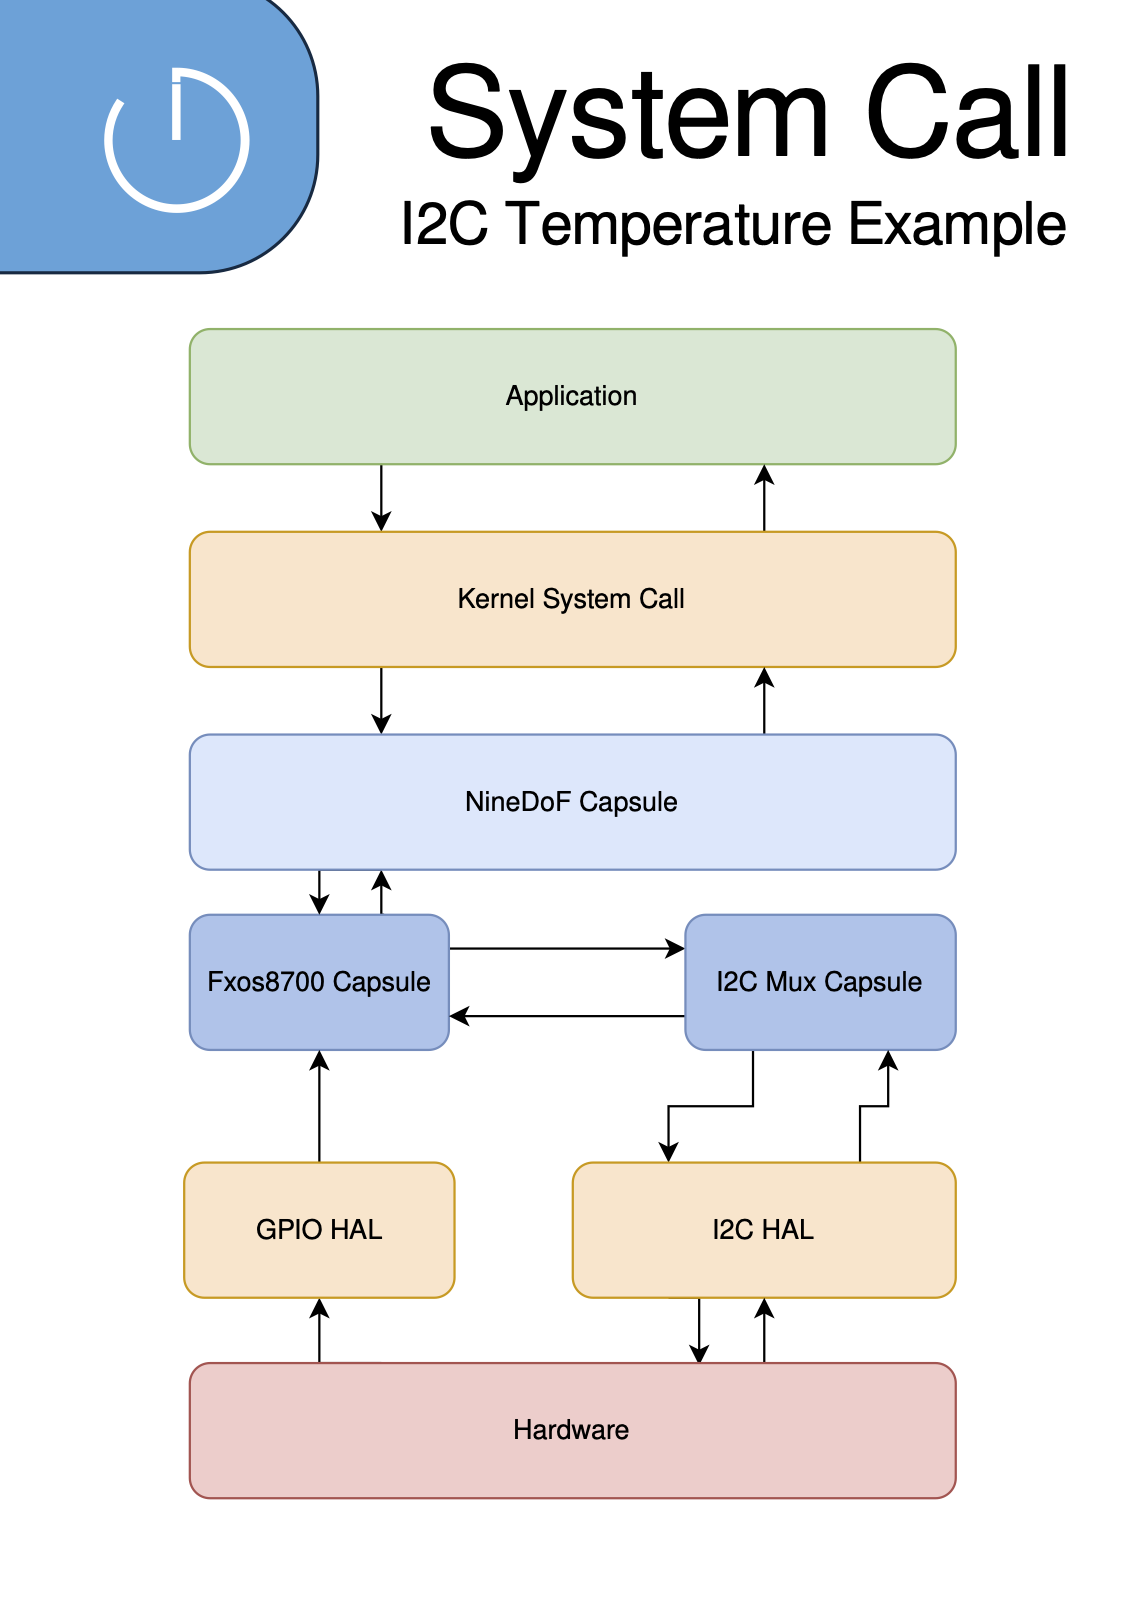 System Call
I2C Temperature Example
Application
Kernel System Call
NineDoF Capsule
Fxos8700 Capsule
I2C Mux Capsule
GPIO HAL
I2C HAL
Hardware